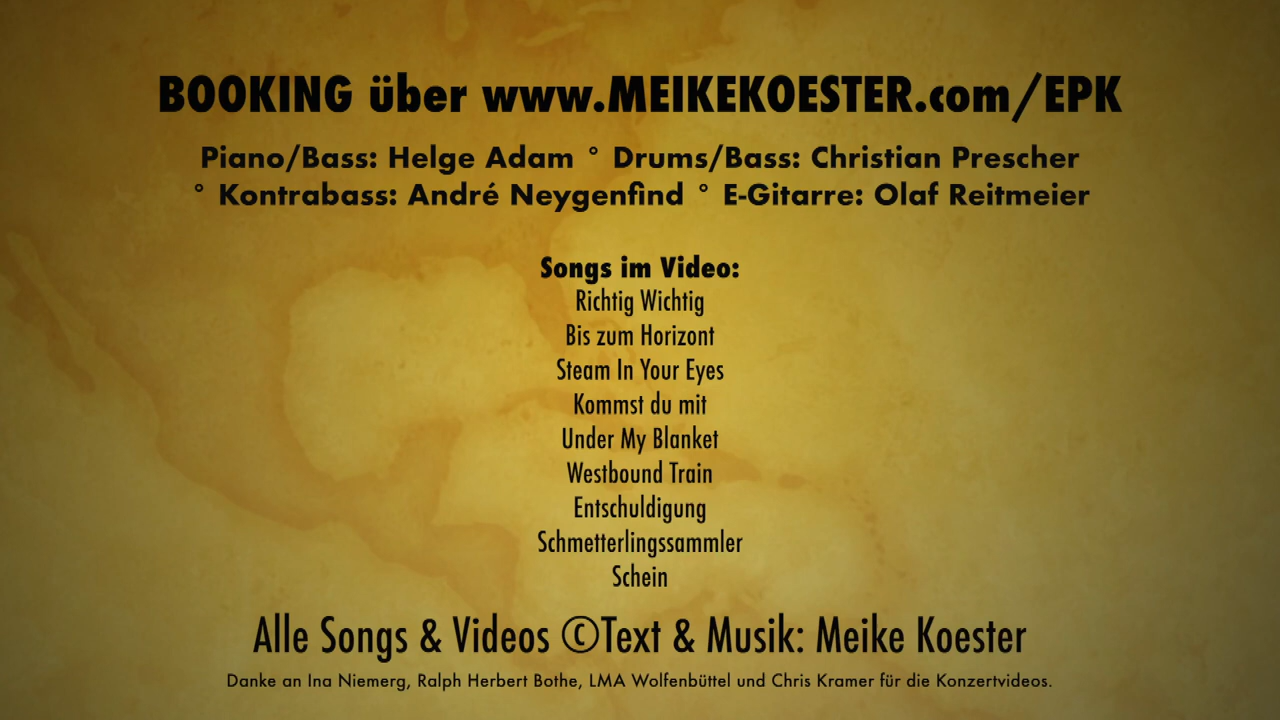 BOOKING über www.MEIKEKOESTER.com/EPK
Piano/Bass: Helge Adam ° Drums/Bass: Christian Prescher
° Kontrabass: André Neygenfind ° E-Gitarre: Olaf Reitmeier
Songs im Video:
Richtig Wichtig
Bis zum Horizont
Steam In Your Eyes
Kommst du mit
Under My Blanket
Westbound Train
Entschuldigung
Schmetterlingssammler
Schein
Alle Songs & Videos ©Text & Musik: Meike Koester
Danke an Ina Niemerg, Ralph Herbert Bothe, LMA Wolfenbüttel und Chris Kramer für die Konzertvideos.